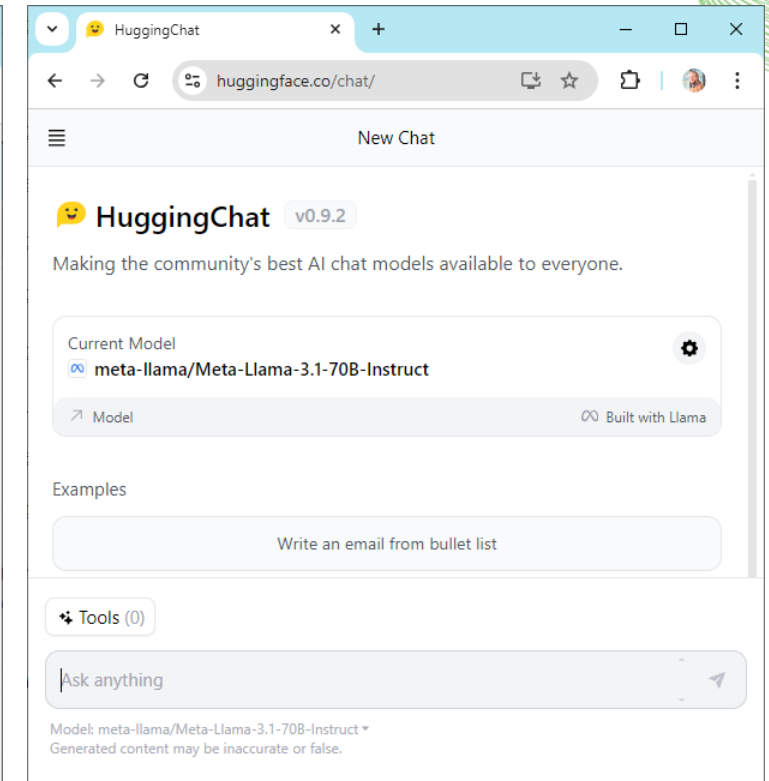 HuggingChat
huggingface.co/chat/
New Chat
HuggingChat v0.9.2
Making the community's best AI chat models available to everyone.
Current Model
meta-llama/Meta-Llama-3.1-70B-Instruct
Model Built with Llama
Examples
Write an email from bullet list
Tools (0)
Ask anything
Model: meta-llama/Meta-Llama-3.1-70B-Instruct
Generated content may be inaccurate or false.